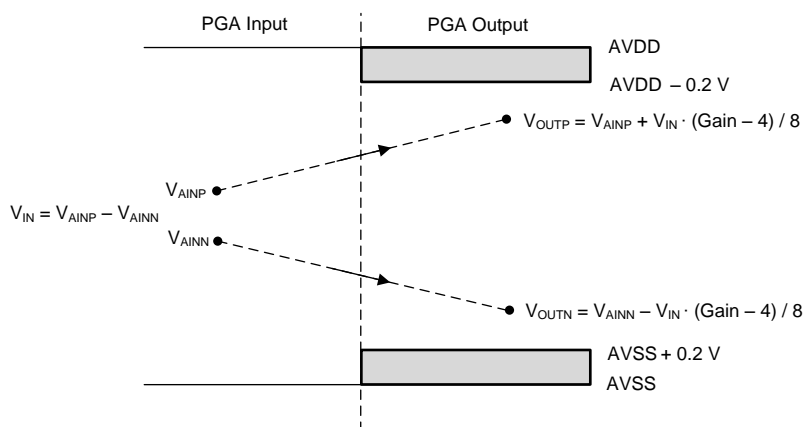 PGA Input
PGA Output
AVDD
AVDD – 0.2 V
V_OUTP = V_AINP + V_IN · (Gain – 4) / 8
V_AINP
V_IN = V_AINP – V_AINN
V_AINN
V_OUTN = V_AINN – V_IN · (Gain – 4) / 8
AVSS + 0.2 V
AVSS